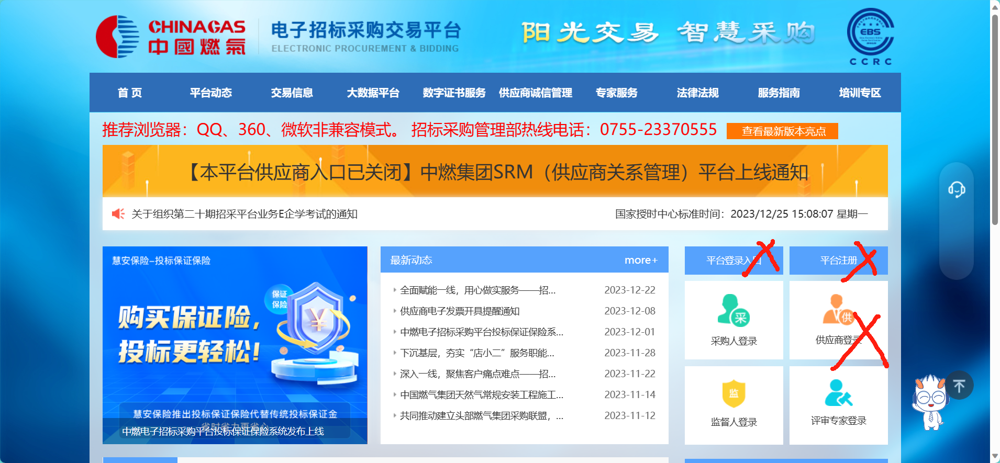 CHINAGAS
中國燃氣
电子招标采购交易平台
ELECTRONIC PROCUREMENT & BIDDING
阳光交易 智慧采购
EBS
CCRC
首页 平台动态 交易信息 大数据平台 数字证书服务 供应商诚信管理 专家服务 法律法规 服务指南 培训专区
推荐浏览器：QQ、360、微软非兼容模式。 招标采购管理部热线电话：0755-23370555 查看最新版本亮点
【本平台供应商入口已关闭】中燃集团SRM（供应商关系管理）平台上线通知
关于组织第二十期招采平台业务E企学考试的通知 国家授时中心标准时间：2023/12/25 15:08:07 星期一
慧安保险-投标保证保险
保证
保险
购买保证险，
投标更轻松！
慧安保险推出投标保证保险代替传统投标保证金
省时省力更省心
中燃电子招标采购平台投标保证保险系统发布上线
最新动态 more+
全面赋能一线，用心做实服务——招... 2023-12-22
供应商电子发票开具提醒通知 2023-12-08
中燃电子招标采购平台投标保证保险系... 2023-12-01
下沉基层，夯实“店小二”服务职能... 2023-11-28
深入一线，聚焦客户痛点难点——招... 2023-11-22
中国燃气集团天然气常规安装工程施工... 2023-11-14
共同推动建立头部燃气集团采购联盟，... 2023-11-12
平台登录入口 平台注册
采 供
采购人登录 供应商登录
监
监督人登录 评审专家登录